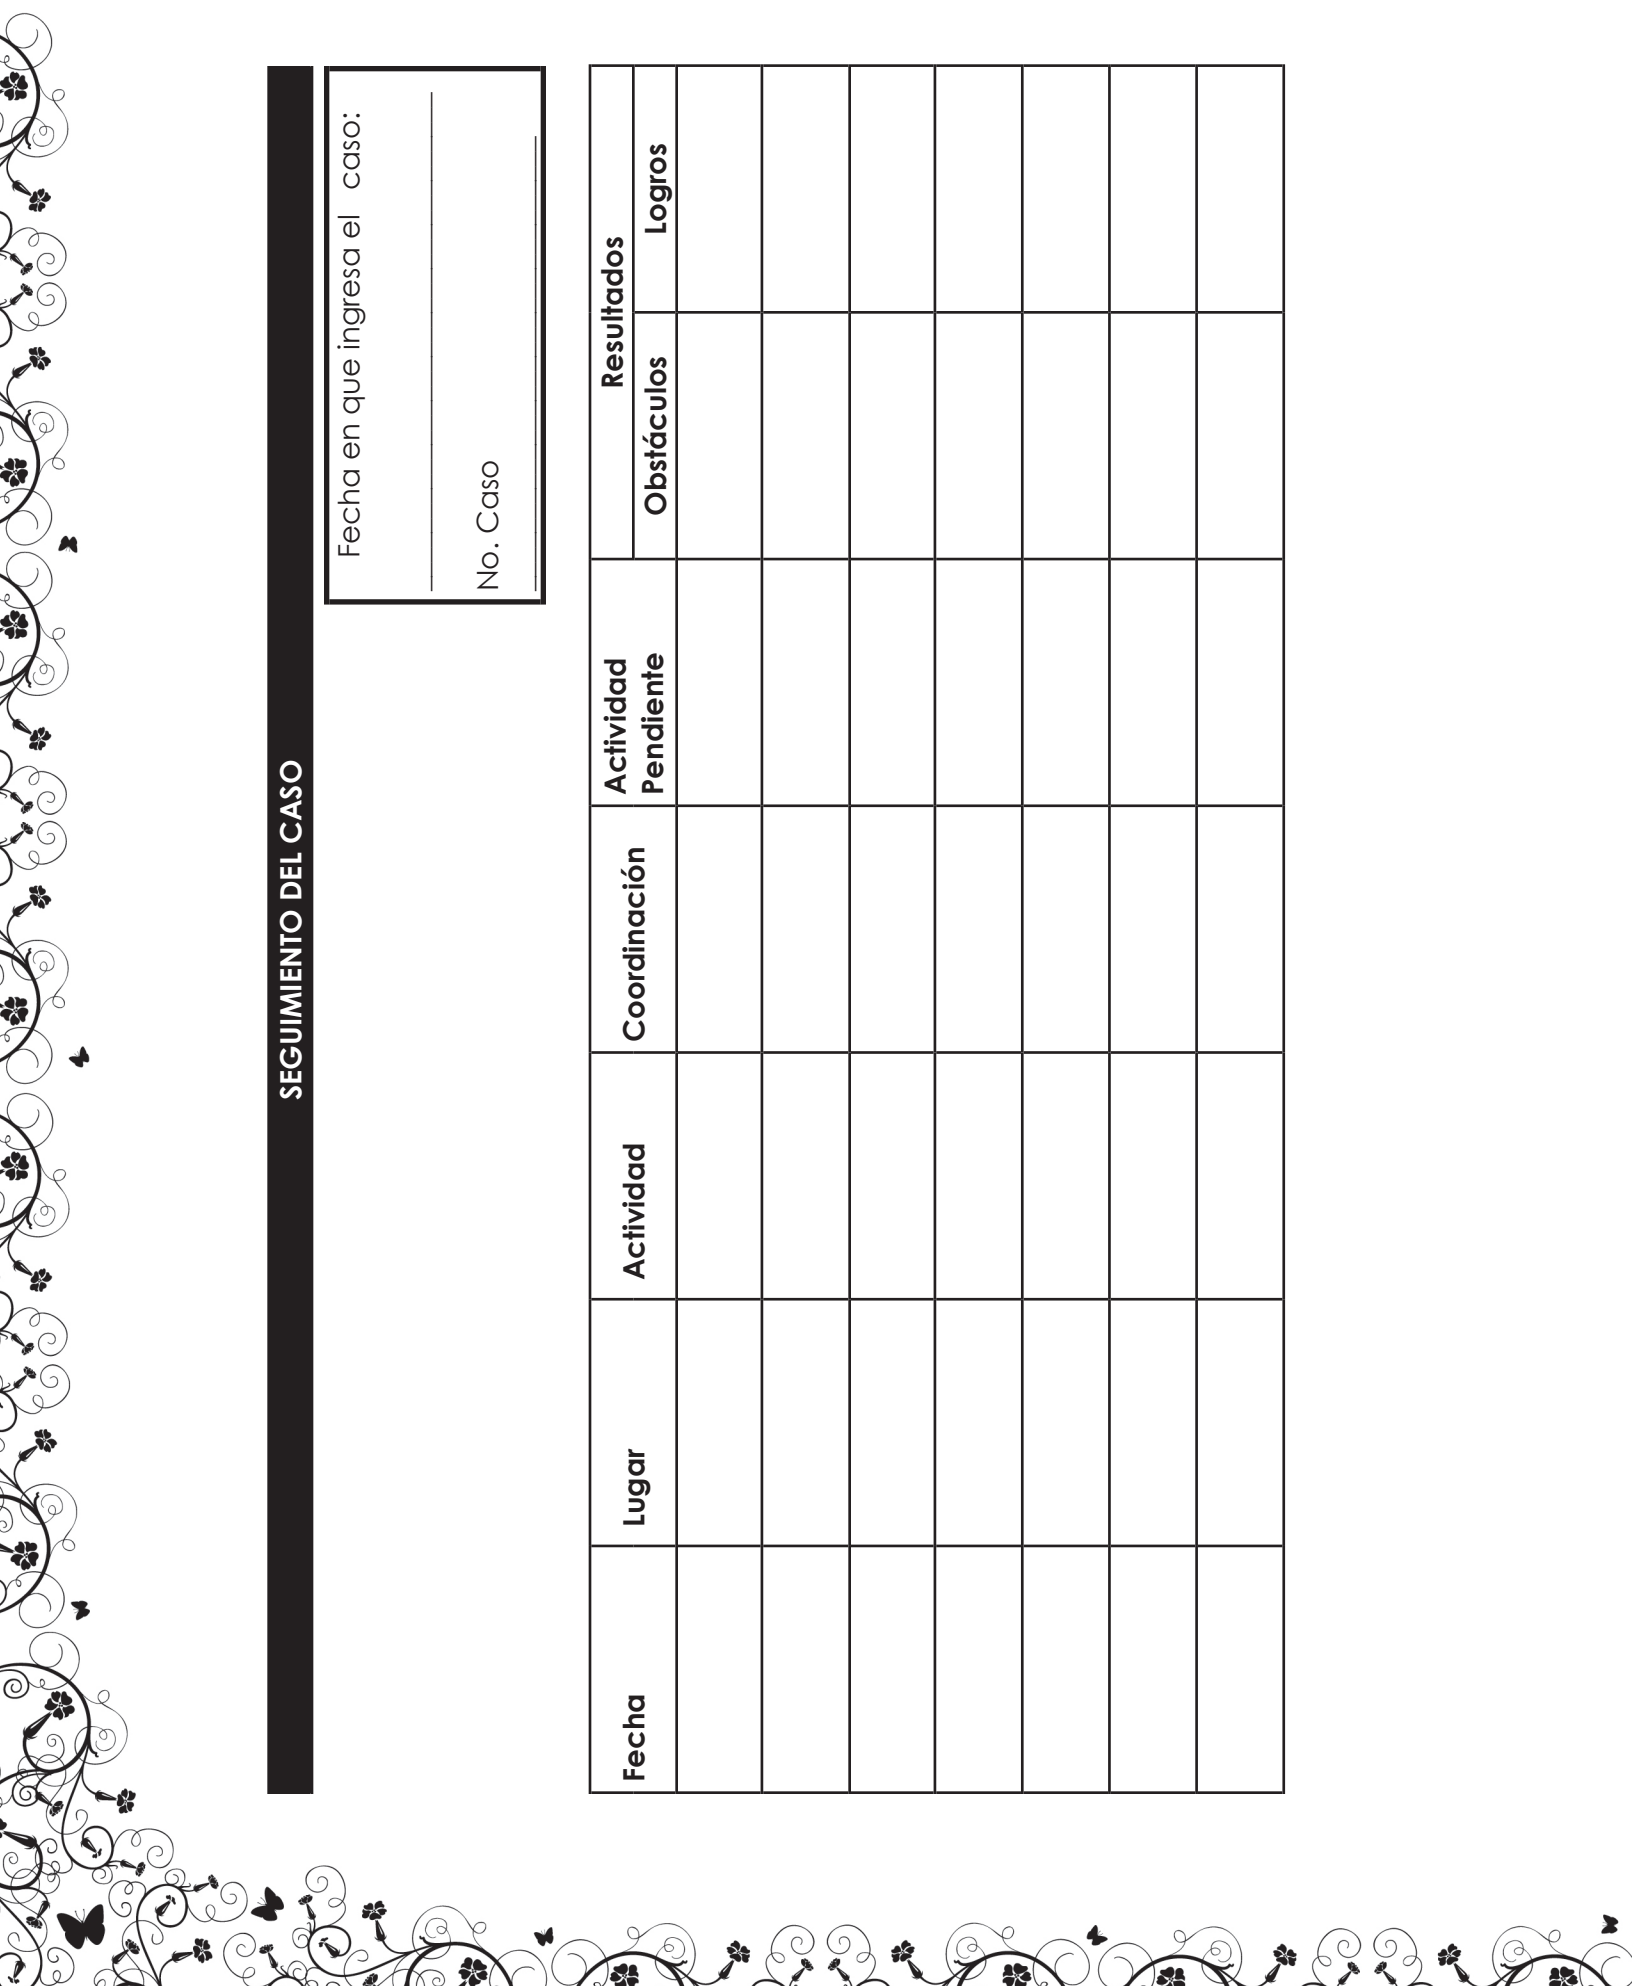 SEGUIMIENTO DEL CASO
Fecha en que ingresa el caso:
No. Caso
Fecha
Lugar
Actividad
Coordinación
Actividad
Pendiente
Resultados
Obstáculos
Logros